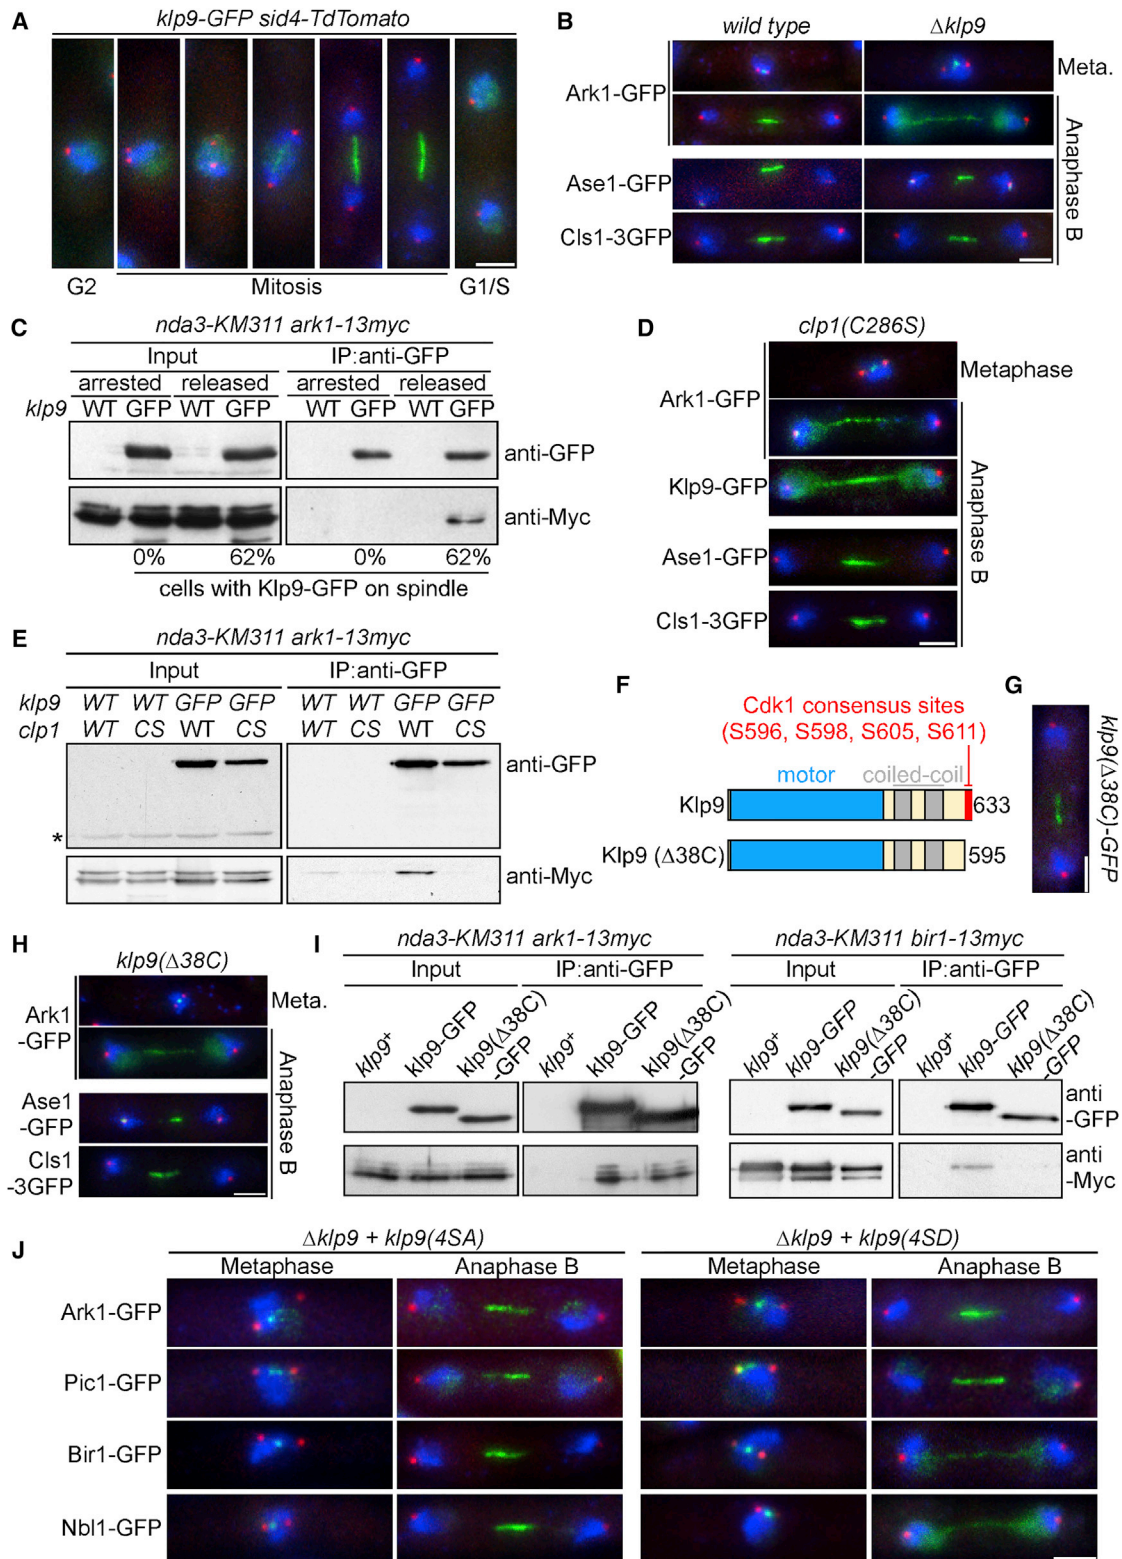 A
klp9-GFP sid4-TdTomato
G2
Mitosis
G1/S
B
wild type
Δklp9
Ark1-GFP
Meta.
Ase1-GFP
Cls1-3GFP
Anaphase B
C
nda3-KM311 ark1-13myc
Input
IP:anti-GFP
arrested released arrested released
klp9 WT GFP WT GFP WT GFP WT GFP
anti-GFP
anti-Myc
0% 62% 0% 62%
cells with Klp9-GFP on spindle
D
clp1(C286S)
Ark1-GFP
Metaphase
Klp9-GFP
Ase1-GFP
Cls1-3GFP
Anaphase B
E
nda3-KM311 ark1-13myc
Input
IP:anti-GFP
klp9 WT WT GFP GFP WT WT GFP GFP
clp1 WT CS WT CS WT CS WT CS
anti-GFP
*
anti-Myc
F
Cdk1 consensus sites
(S596, S598, S605, S611)
motor
coiled-coil
Klp9
633
Klp9 (Δ38C)
595
G
klp9(Δ38C)-GFP
H
klp9(Δ38C)
Ark1
-GFP
Meta.
Ase1
-GFP
Cls1
-3GFP
Anaphase B
I
nda3-KM311 ark1-13myc
Input
IP:anti-GFP
klp9+
klp9-GFP
klp9(Δ38C)
-GFP
klp9+
klp9-GFP
klp9(Δ38C)
-GFP
nda3-KM311 bir1-13myc
Input
IP:anti-GFP
klp9+
klp9-GFP
klp9(Δ38C)
-GFP
klp9+
klp9-GFP
klp9(Δ38C)
-GFP
anti
-GFP
anti
-Myc
J
Δklp9 + klp9(4SA)
Δklp9 + klp9(4SD)
Metaphase
Anaphase B
Metaphase
Anaphase B
Ark1-GFP
Pic1-GFP
Bir1-GFP
Nbl1-GFP